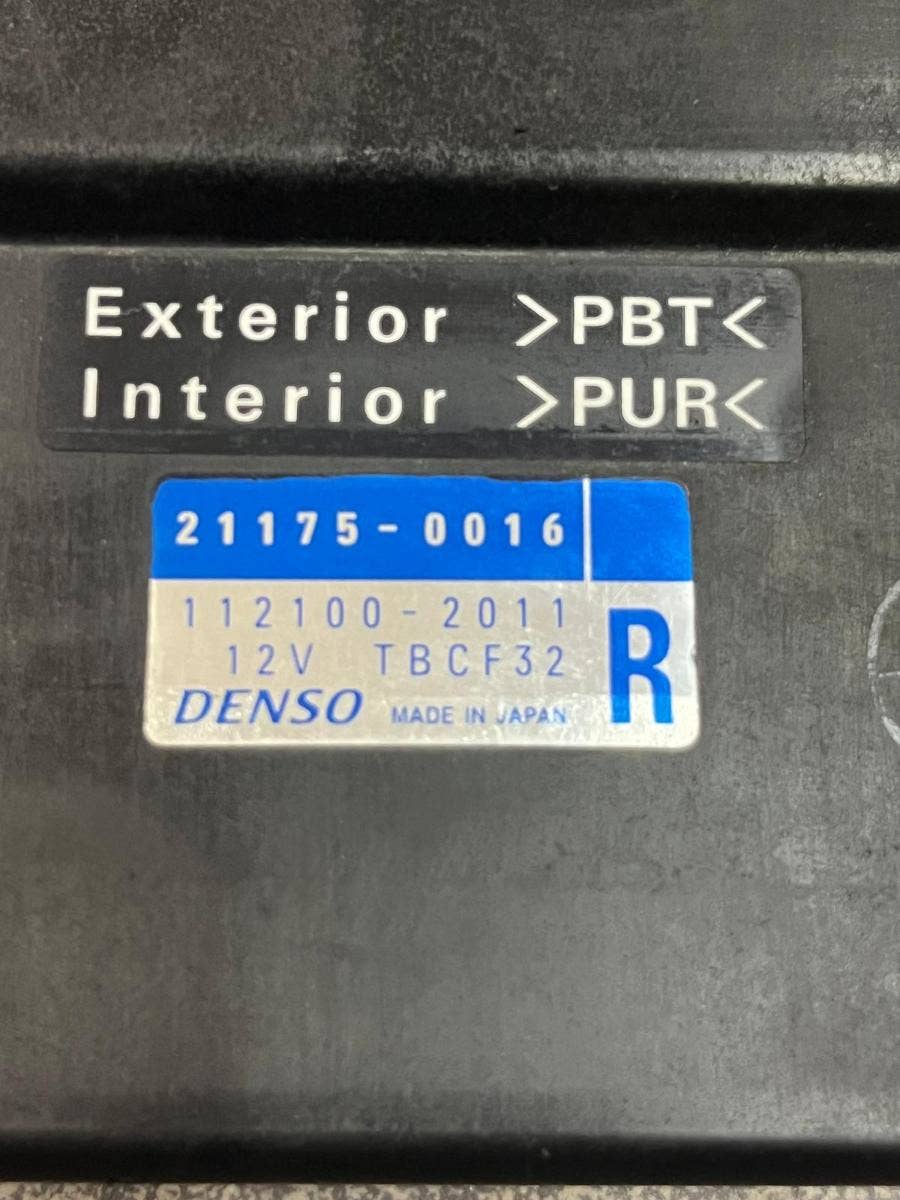 Exterior >PBT<
Interior >PUR<
21175-0016
112100-2011
12V TBCF32
R
DENSO MADE IN JAPAN